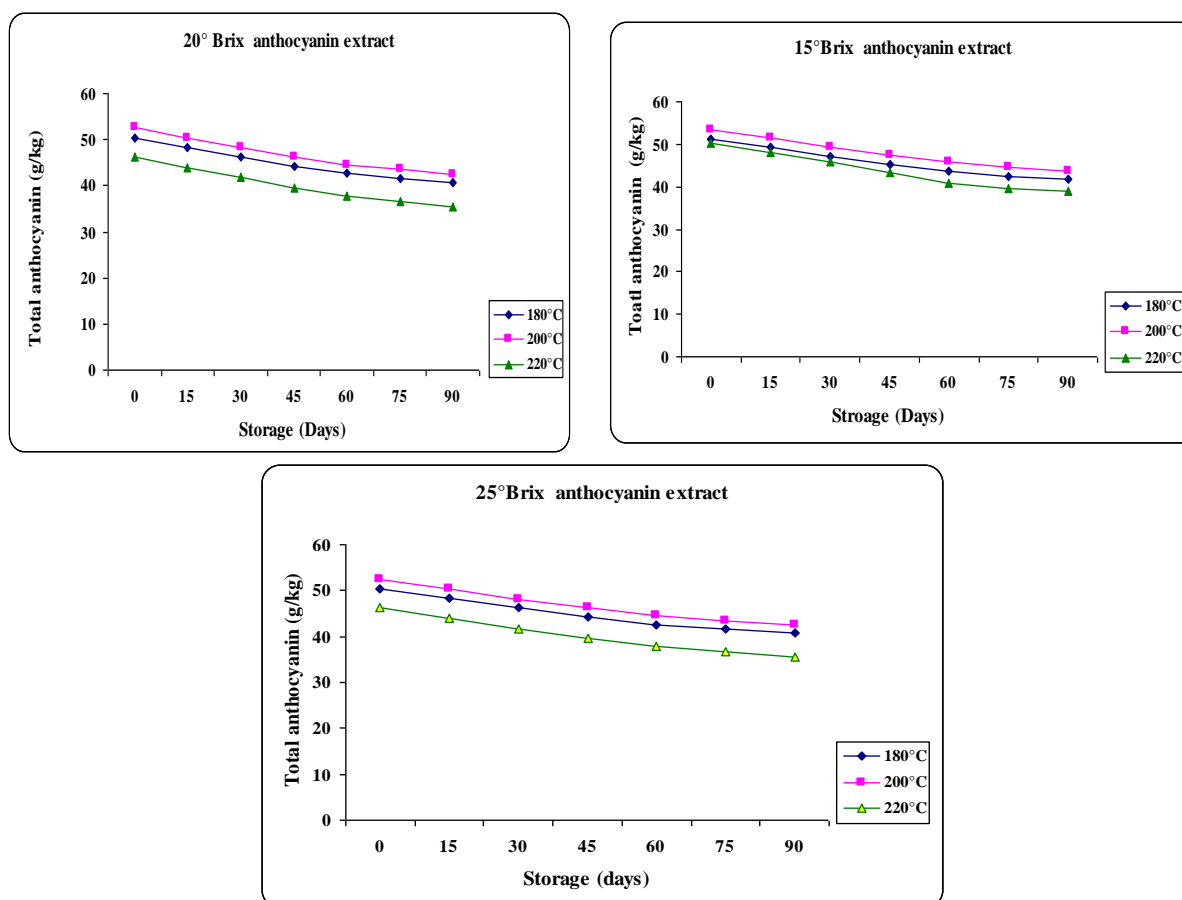 20° Brix anthocyanin extract
Total anthocyanin (g/kg)
60
50
40
30
20
10
0
0 15 30 45 60 75 90
Storage (Days)
180°C
200°C
220°C
15°Brix anthocyanin extract
Toatl anthocyanin (g/kg)
60
50
40
30
20
10
0
0 15 30 45 60 75 90
Stroage (Days)
180°C
200°C
220°C
25°Brix anthocyanin extract
Total anthocyanin (g/kg)
60
50
40
30
20
10
0
0 15 30 45 60 75 90
Storage (days)
180°C
200°C
220°C